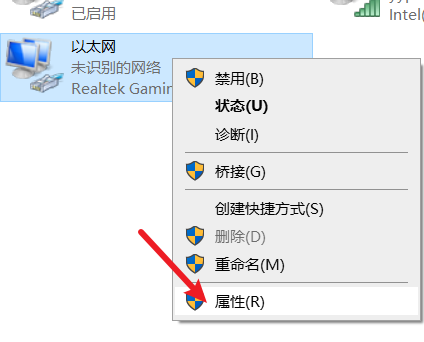 已启用
Intel(
以太网
未识别的网络
Realtek Gamin
禁用(B)
状态(U)
诊断(I)
桥接(G)
创建快捷方式(S)
删除(D)
重命名(M)
属性(R)